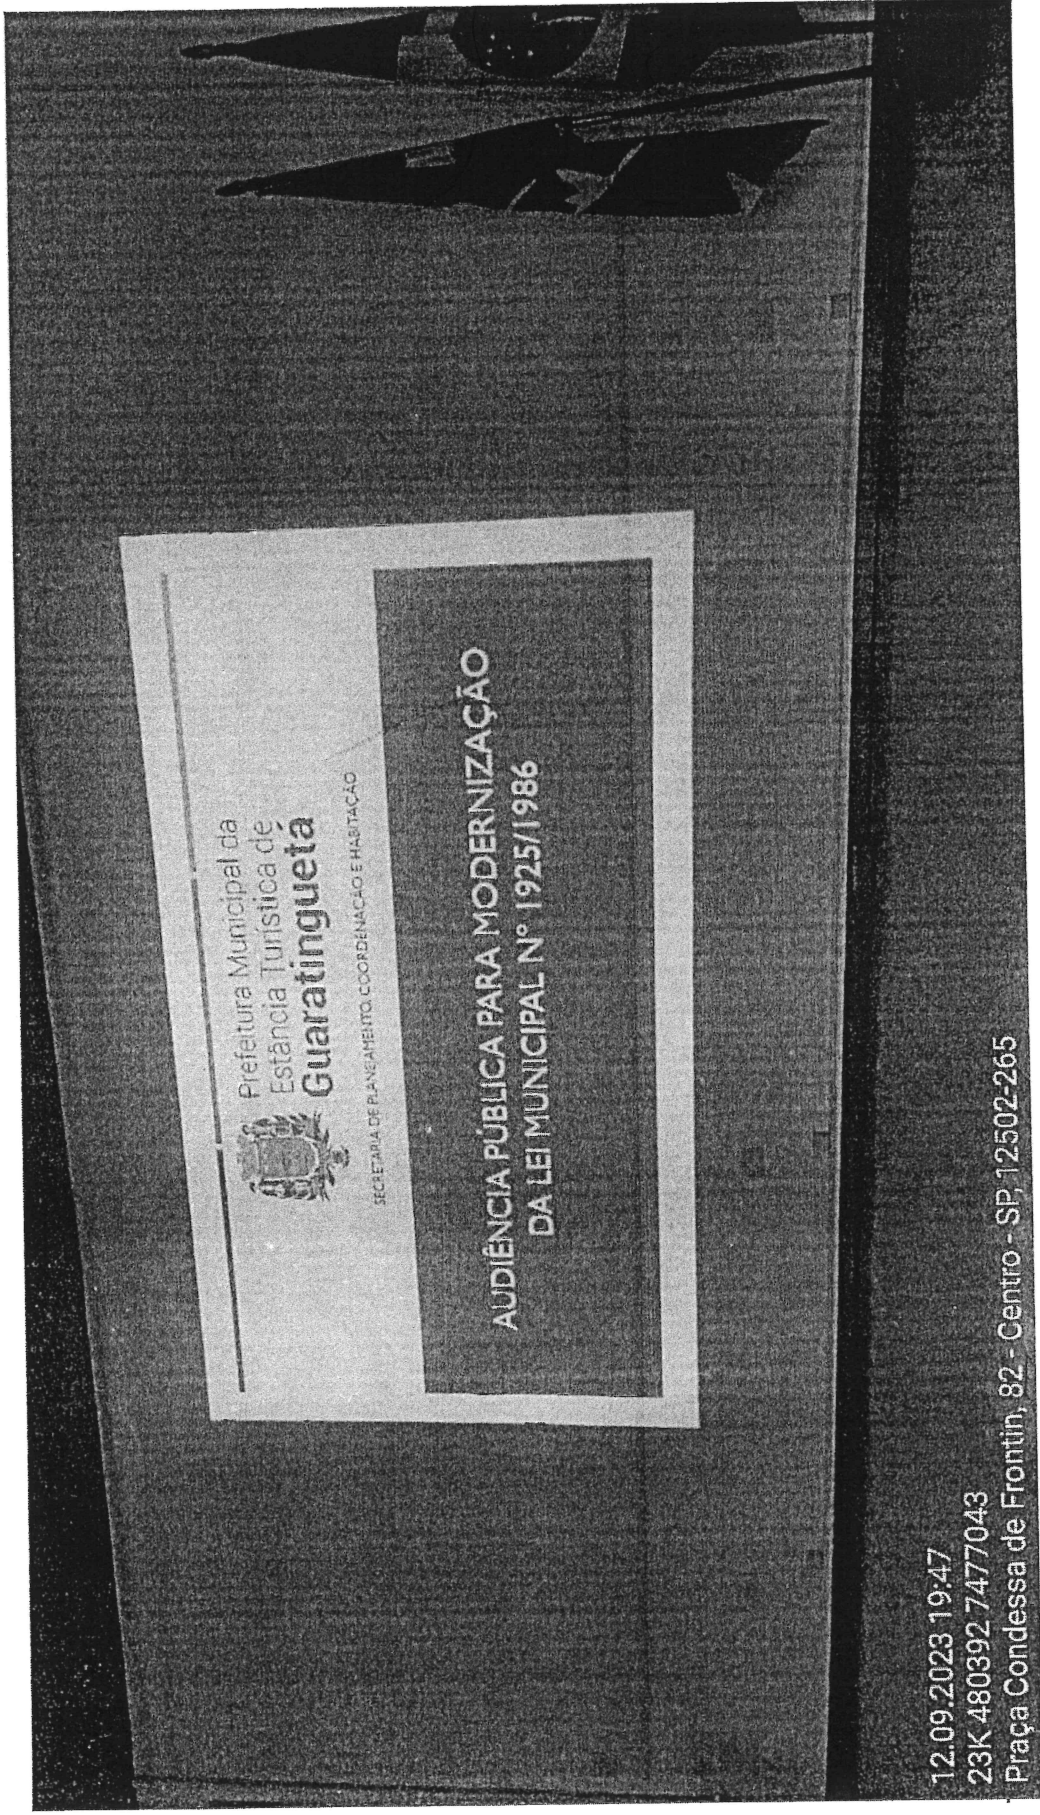 Prefeitura Municipal da
Estância Turística de
Guaratinguetá
SECRETARIA DE PLANEJAMENTO, COORDENAÇÃO E HABITAÇÃO
AUDIÊNCIA PÚBLICA PARA MODERNIZAÇÃO
DA LEI MUNICIPAL N° 1925/1986
12.09.2023 19:47
23K 480392 7477043
Praça Condessa de Frontin, 82 - Centro - SP, 12502-265